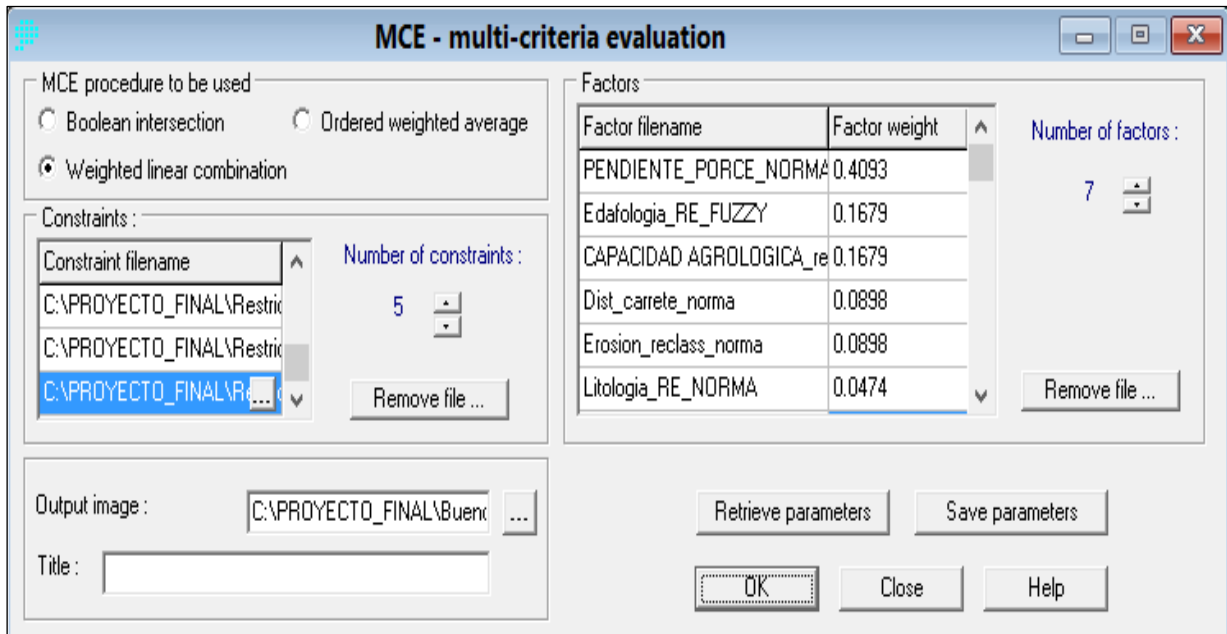 MCE - multi-criteria evaluation
MCE procedure to be used
Boolean intersection
Ordered weighted average
Weighted linear combination
Constraints :
Constraint filename
C:\PROYECTO_FINAL\Restric
C:\PROYECTO_FINAL\Restric
C:\PROYECTO_FINAL\Re...
Number of constraints :
5
Remove file ...
Factors
Factor filename Factor weight
PENDIENTE_PORCE_NORMA 0.4093
Edafologia_RE_FUZZY 0.1679
CAPACIDAD AGROLOGICA_re 0.1679
Dist_carrete_norma 0.0898
Erosion_reclass_norma 0.0898
Litologia_RE_NORMA 0.0474
Number of factors :
7
Remove file ...
Output image :
C:\PROYECTO_FINAL\Bueno
...
Title :
Retrieve parameters
Save parameters
OK
Close
Help